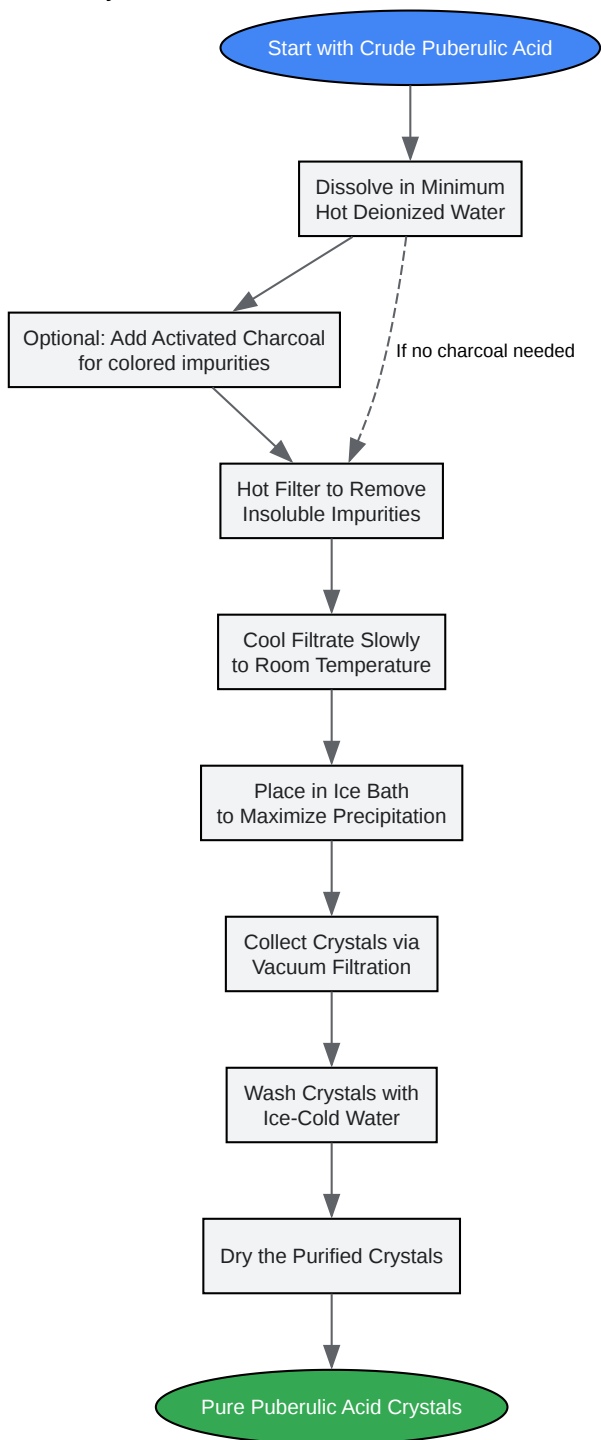 Start with Crude Puberulic Acid
Dissolve in Minimum
Hot Deionized Water
Optional: Add Activated Charcoal
for colored impurities
If no charcoal needed
Hot Filter to Remove
Insoluble Impurities
Cool Filtrate Slowly
to Room Temperature
Place in Ice Bath
to Maximize Precipitation
Collect Crystals via
Vacuum Filtration
Wash Crystals with
Ice-Cold Water
Dry the Purified Crystals
Pure Puberulic Acid Crystals